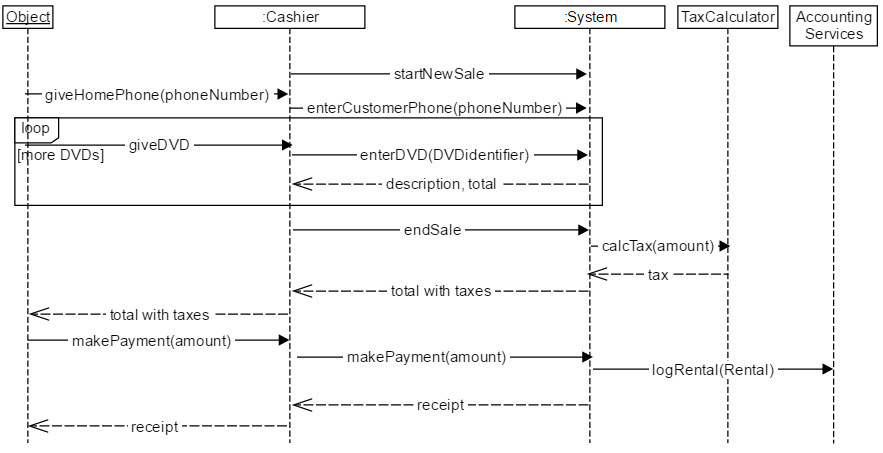 Object
:Cashier
:System
TaxCalculator
Accounting
Services
startNewSale
giveHomePhone(phoneNumber)
enterCustomerPhone(phoneNumber)
loop
giveDVD
[more DVDs]
enterDVD(DVDidentifier)
description, total
endSale
calcTax(amount)
tax
total with taxes
total with taxes
makePayment(amount)
makePayment(amount)
logRental(Rental)
receipt
receipt